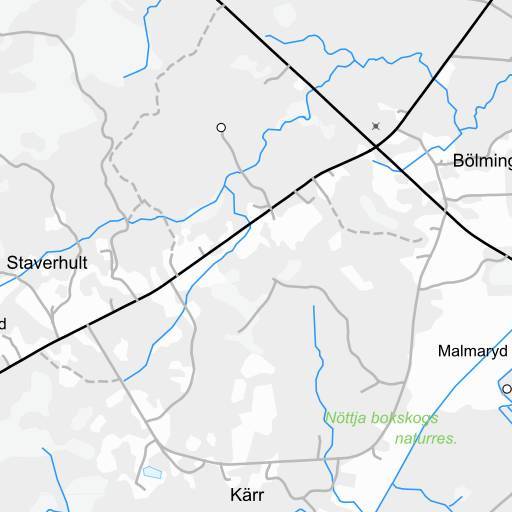 Bölming
Staverhult
d
Malmaryd
Nöttja bokskogs
naturres.
Kärr